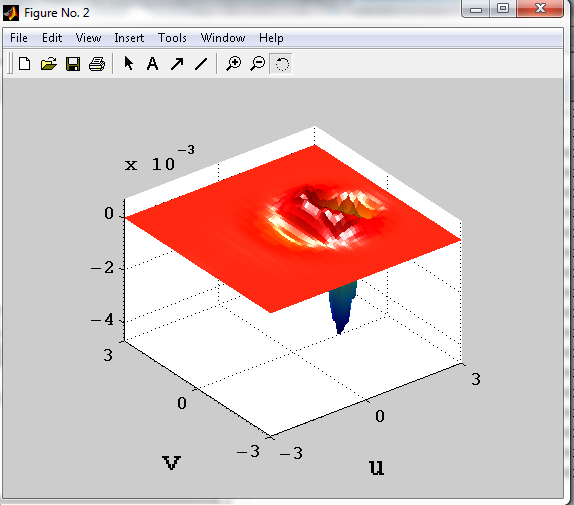 Figure No. 2
File Edit View Insert Tools Window Help
A
x 10⁻³
0
−2
−4
3
0
−3
−3
0
3
v
u